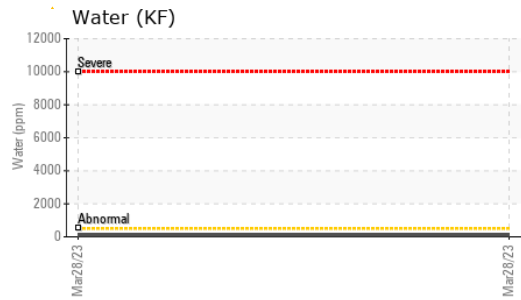 Water (KF)
12000
10000
8000
6000
4000
2000
0
Water (ppm)
Severe
Abnormal
Mar28/23
Mar28/23